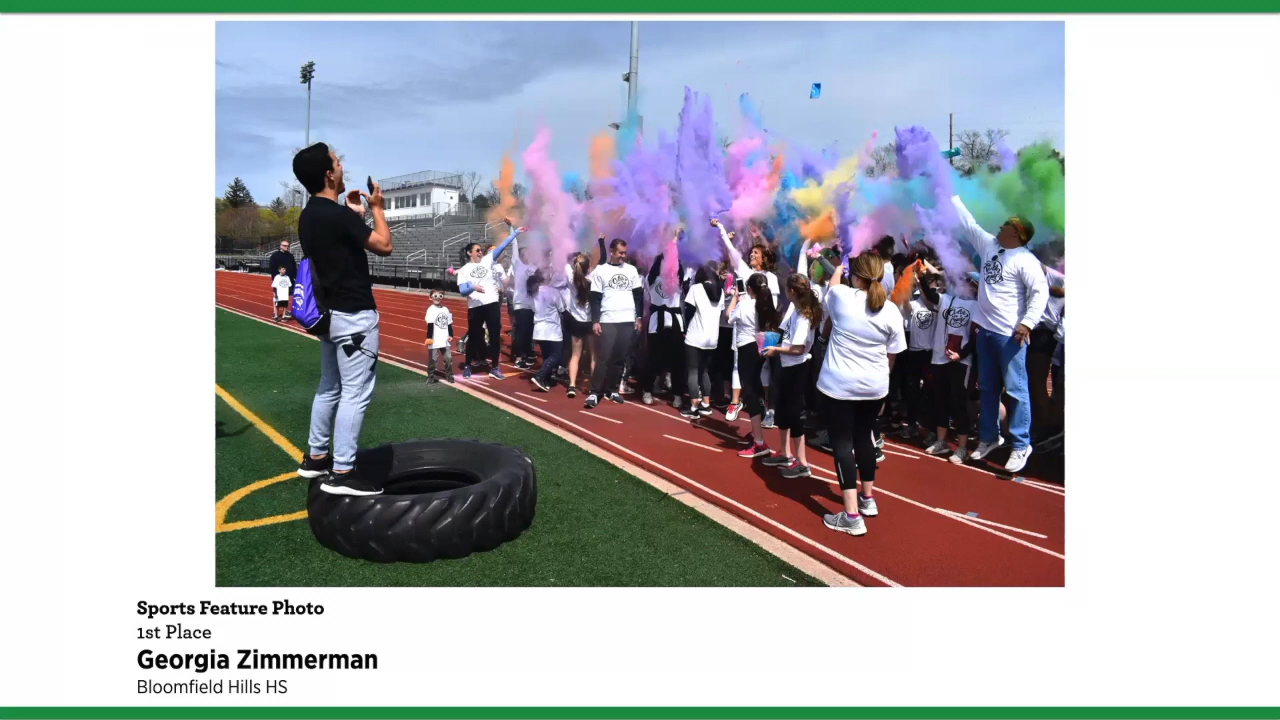 Sports Feature Photo
1st Place
Georgia Zimmerman
Bloomfield Hills HS